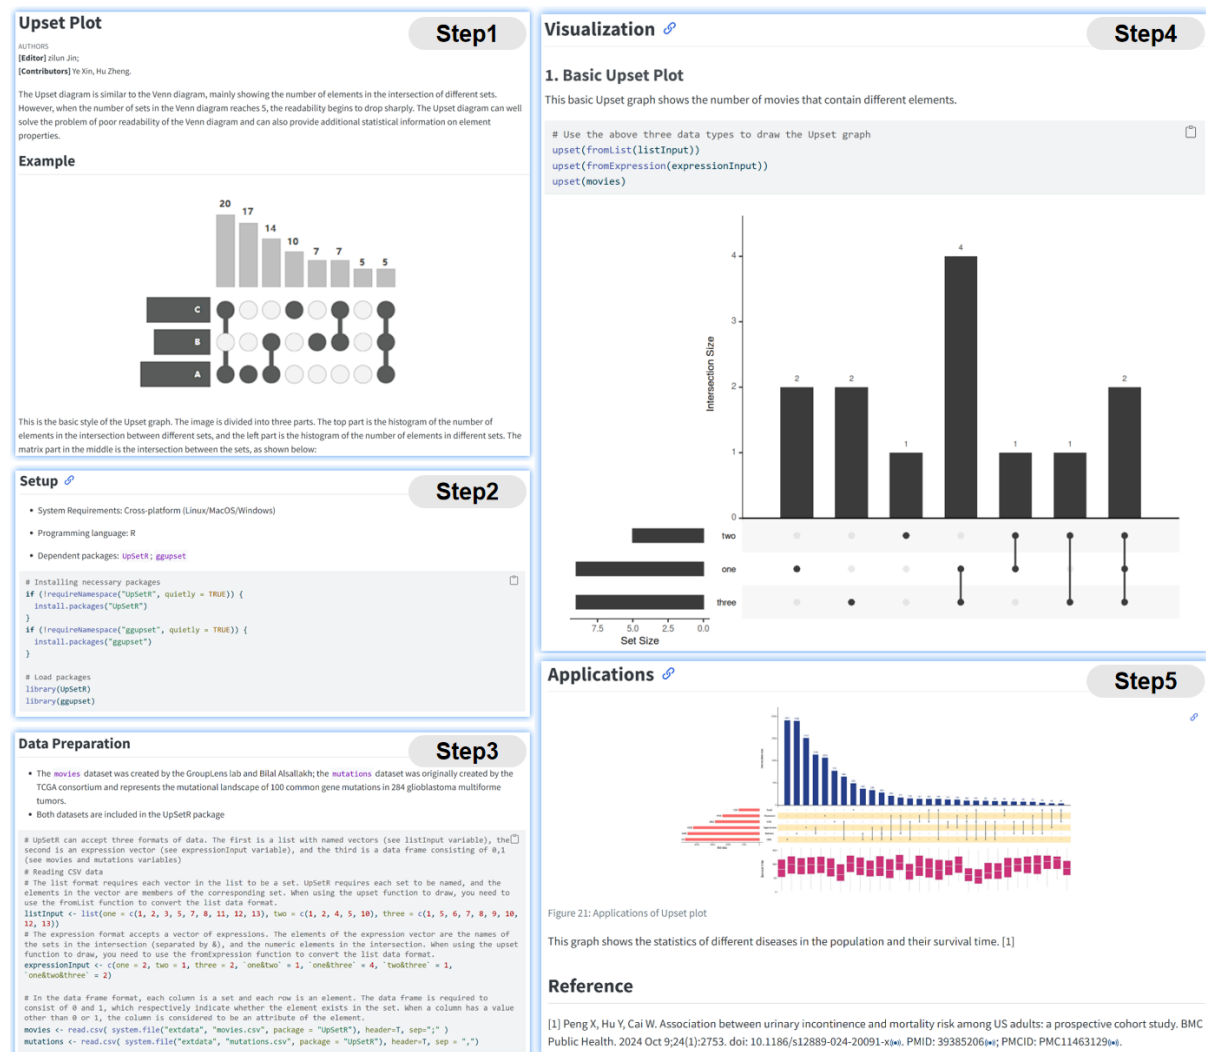 Upset Plot
Step1
AUTHORS
[Editor] zilun Jin;
[Contributors] Ye Xin, Hu Zheng.
The Upset diagram is similar to the Venn diagram, mainly showing the number of elements in the intersection of different sets.
However, when the number of sets in the Venn diagram reaches 5, the readability begins to drop sharply. The Upset diagram can well
solve the problem of poor readability of the Venn diagram and can also provide additional statistical information on element
properties.
Example
20 17 14 10 7 7 5 5
C
B
A
This is the basic style of the Upset graph. The image is divided into three parts. The top part is the histogram of the number of
elements in the intersection between different sets, and the left part is the histogram of the number of elements in different sets. The
matrix part in the middle is the intersection between the sets, as shown below:
Setup
Step2
• System Requirements: Cross-platform (Linux/MacOS/Windows)
• Programming language: R
• Dependent packages: UpSetR; ggupset
# Installing necessary packages
if (!requireNamespace("UpSetR", quietly = TRUE)) {
install.packages("UpSetR")
}
if (!requireNamespace("ggupset", quietly = TRUE)) {
install.packages("ggupset")
}
# Load packages
library(UpSetR)
library(ggupset)
Data Preparation
Step3
• The movies dataset was created by the GroupLens lab and Bilal Alsallakh; the mutations dataset was originally created by the
TCGA consortium and represents the mutational landscape of 100 common gene mutations in 284 glioblastoma multiforme
tumors.
• Both datasets are included in the UpSetR package
# UpSetR can accept three formats of data. The first is a list with named vectors (see listInput variable), the
second is an expression vector (see expressionInput variable), and the third is a data frame consisting of 0,1
(see movies and mutations variables)
# Reading CSV data
# The list format requires each vector in the list to be a set. UpSetR requires each set to be named, and the
elements in the vector are members of the corresponding set. When using the upset function to draw, you need to
use the fromList function to convert the list data format.
listInput <- list(one = c(1, 2, 3, 5, 7, 8, 11, 12, 13), two = c(1, 2, 4, 5, 10), three = c(1, 5, 6, 7, 8, 9, 10,
12, 13))
# The expression format accepts a vector of expressions. The elements of the expression vector are the names of
the sets in the intersection (separated by &), and the numeric elements in the intersection. When using the upset
function to draw, you need to use the fromExpression function to convert the list data format.
expressionInput <- c(one = 2, two = 1, three = 2, `one&two` = 1, `one&three` = 4, `two&three` = 1,
`one&two&three` = 2)
# In the data frame format, each column is a set and each row is an element. The data frame is required to
consist of 0 and 1, which respectively indicate whether the element exists in the set. When a column has a value
other than 0 or 1, the column is considered to be an attribute of the element.
movies <- read.csv( system.file("extdata", "movies.csv", package = "UpSetR"), header=T, sep=";" )
mutations <- read.csv( system.file("extdata", "mutations.csv", package = "UpSetR"), header=T, sep = ",")
Visualization
Step4
1. Basic Upset Plot
This basic Upset graph shows the number of movies that contain different elements.
# Use the above three data types to draw the Upset graph
upset(fromList(listInput))
upset(fromExpression(expressionInput))
upset(movies)
Intersection Size
4
3
2
1
0
2 2 1 4 1 1 2
two
one
three
7.5 5.0 2.5 0.0
Set Size
Applications
Step5
Figure 21: Applications of Upset plot
This graph shows the statistics of different diseases in the population and their survival time. [1]
Reference
[1] Peng X, Hu Y, Cai W. Association between urinary incontinence and mortality risk among US adults: a prospective cohort study. BMC
Public Health. 2024 Oct 9;24(1):2753. doi: 10.1186/s12889-024-20091-x. PMID: 39385206; PMCID: PMC11463129.